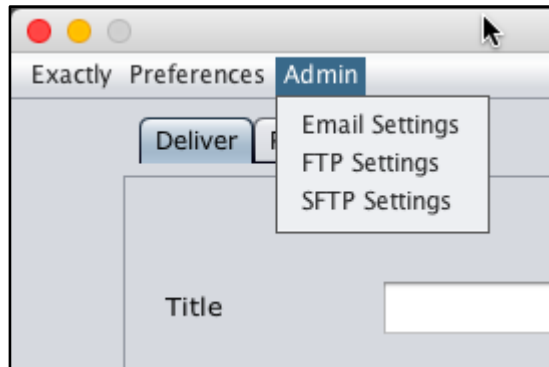 Exactly Preferences Admin
Email Settings
Deliver
FTP Settings
SFTP Settings
Title